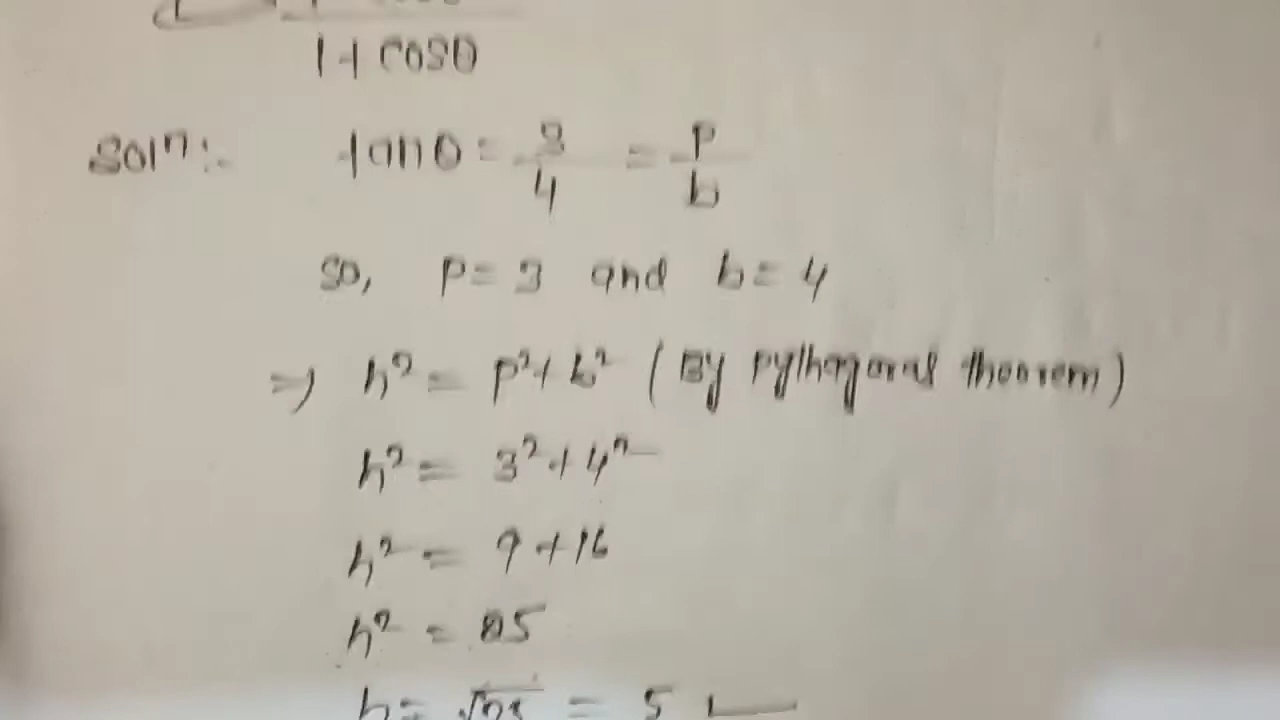 1+cosθ
Solⁿ:- tanθ = 3/4 = p/b
so, p=3 and b=4
=> h² = p²+b² (By pythagoras theorem)
h² = 3²+4²
h² = 9+16
h² = 25
h = √25 = 5